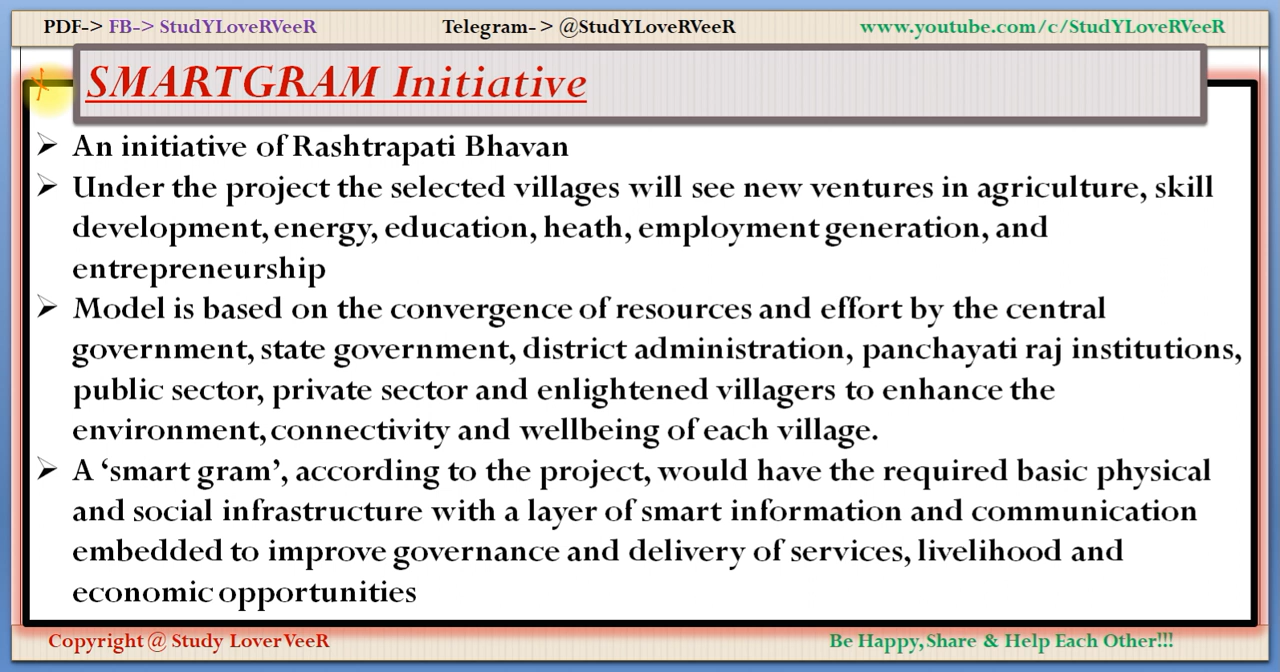 PDF-> FB-> StudYLoveRVeeR Telegram-> @StudYLoveRVeeR www.youtube.com/c/StudYLoveRVeeR
SMARTGRAM Initiative
➢ An initiative of Rashtrapati Bhavan
➢ Under the project the selected villages will see new ventures in agriculture, skill
development, energy, education, heath, employment generation, and
entrepreneurship
➢ Model is based on the convergence of resources and effort by the central
government, state government, district administration, panchayati raj institutions,
public sector, private sector and enlightened villagers to enhance the
environment, connectivity and wellbeing of each village.
➢ A ‘smart gram’, according to the project, would have the required basic physical
and social infrastructure with a layer of smart information and communication
embedded to improve governance and delivery of services, livelihood and
economic opportunities
Copyright @ Study LoverVeeR Be Happy, Share & Help Each Other!!!